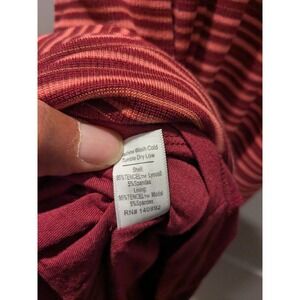 Machine Wash Cold
Tumble Dry Low
Shell
95%TENCEL™ Lyocell
5%Spandex
Lining:
95%TENCEL™ Modal
5%Spandex
RN# 140892